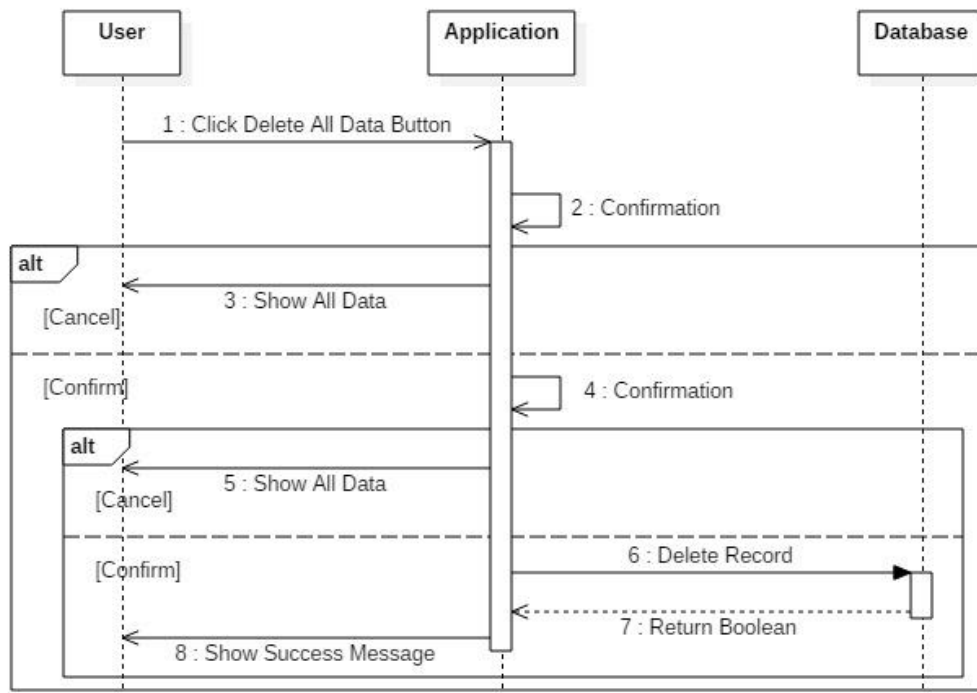 User
Application
Database
1 : Click Delete All Data Button
2 : Confirmation
alt
3 : Show All Data
[Cancel]
[Confirm]
4 : Confirmation
alt
5 : Show All Data
[Cancel]
6 : Delete Record
[Confirm]
7 : Return Boolean
8 : Show Success Message